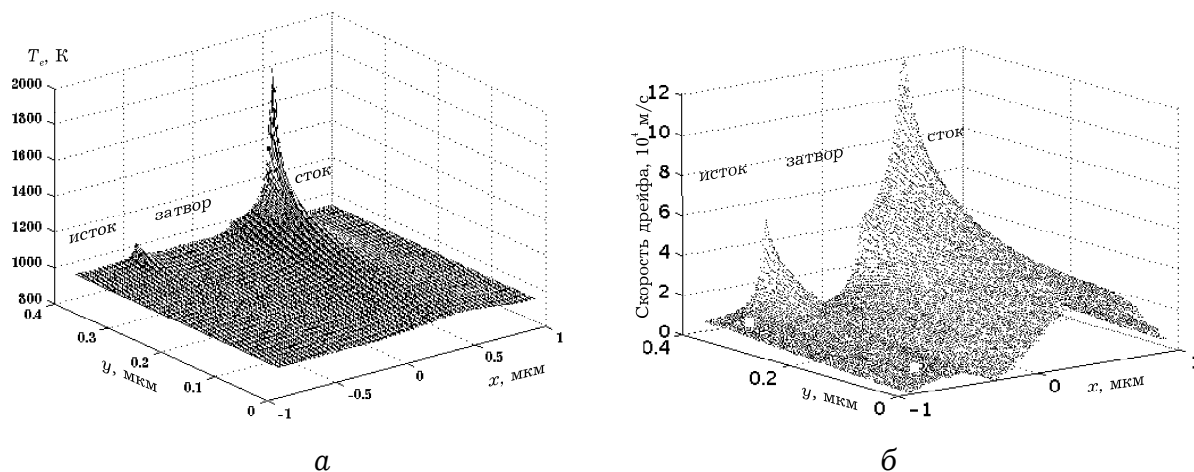 T_e, К
2000
1800
1600
1400
1200
1000
800
исток
затвор
сток
0.4
0.3
0.2
0.1
0
y, мкм
-1
-0.5
0
0.5
1
x, мкм
а
Скорость дрейфа, 10⁴ м/с
12
10
8
6
4
2
0
исток
затвор
сток
0.4
0.2
0
y, мкм
-1
0
x, мкм
б